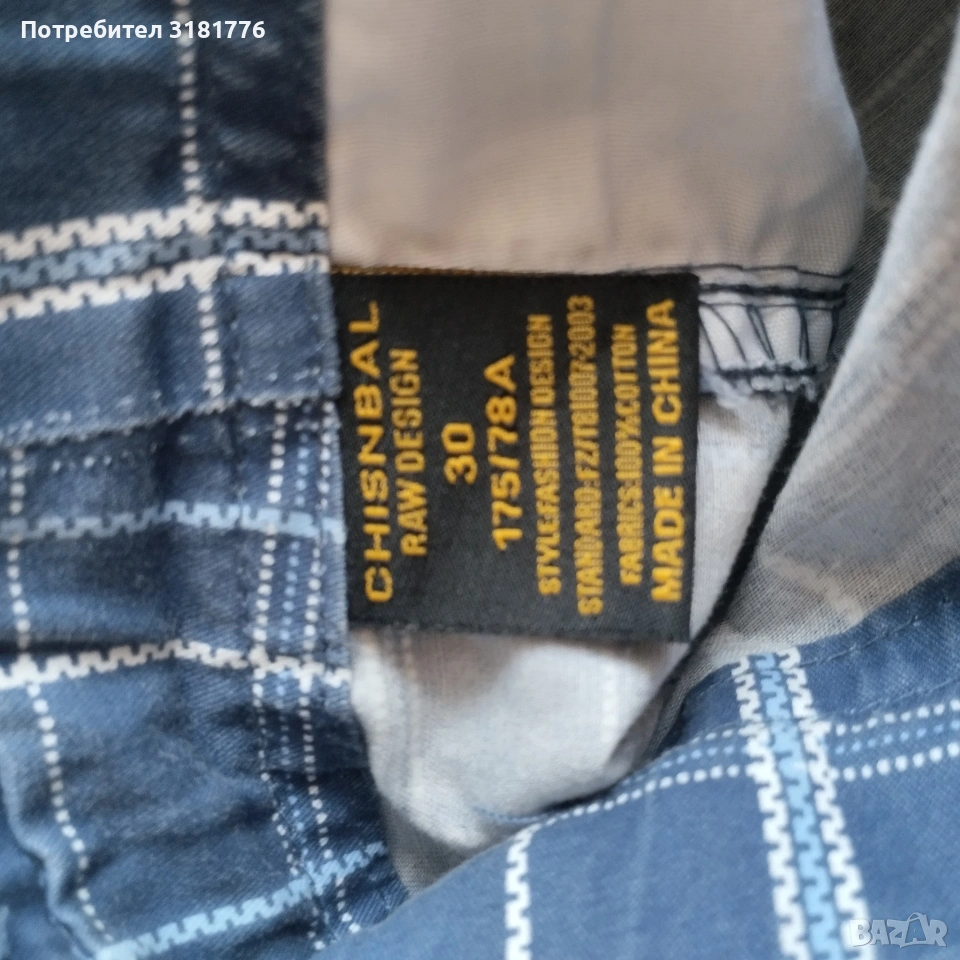 Потребител 3181776
CHISNBAL
RAW DESIGN
30
175/78A
STYLE:FASHION DESIGN
STANDARD:FZ/T81007-2003
FABRICS:100%COTTON
MADE IN CHINA
BAZAR